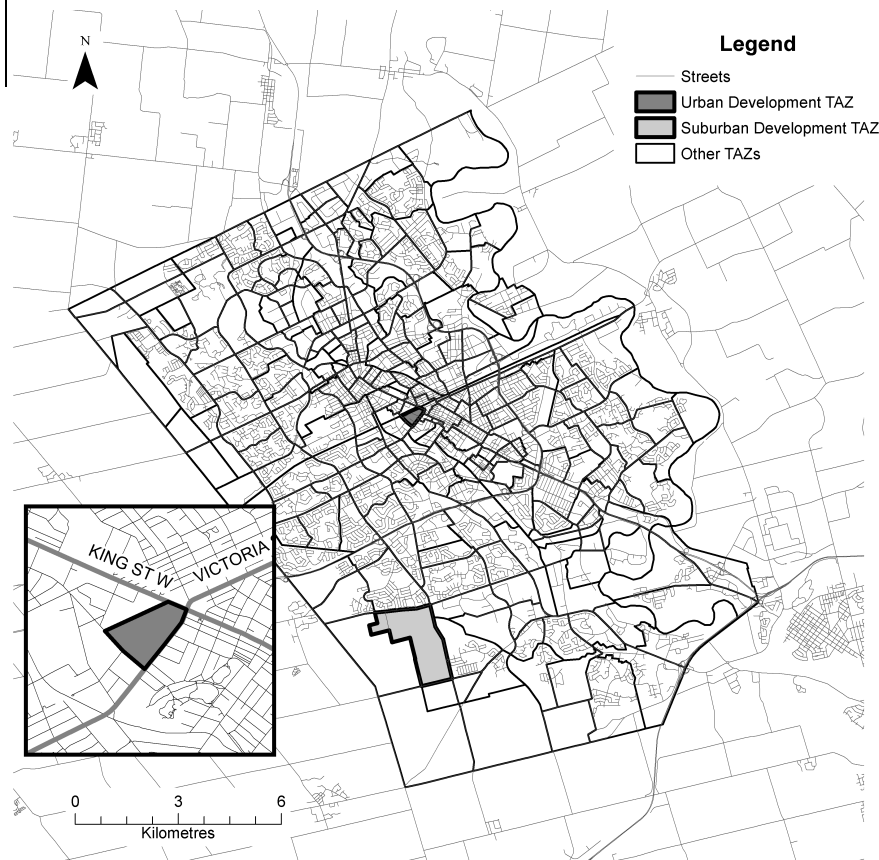 N
Legend
Streets
Urban Development TAZ
Suburban Development TAZ
Other TAZs
KING ST W
VICTORIA
0 3 6
Kilometres